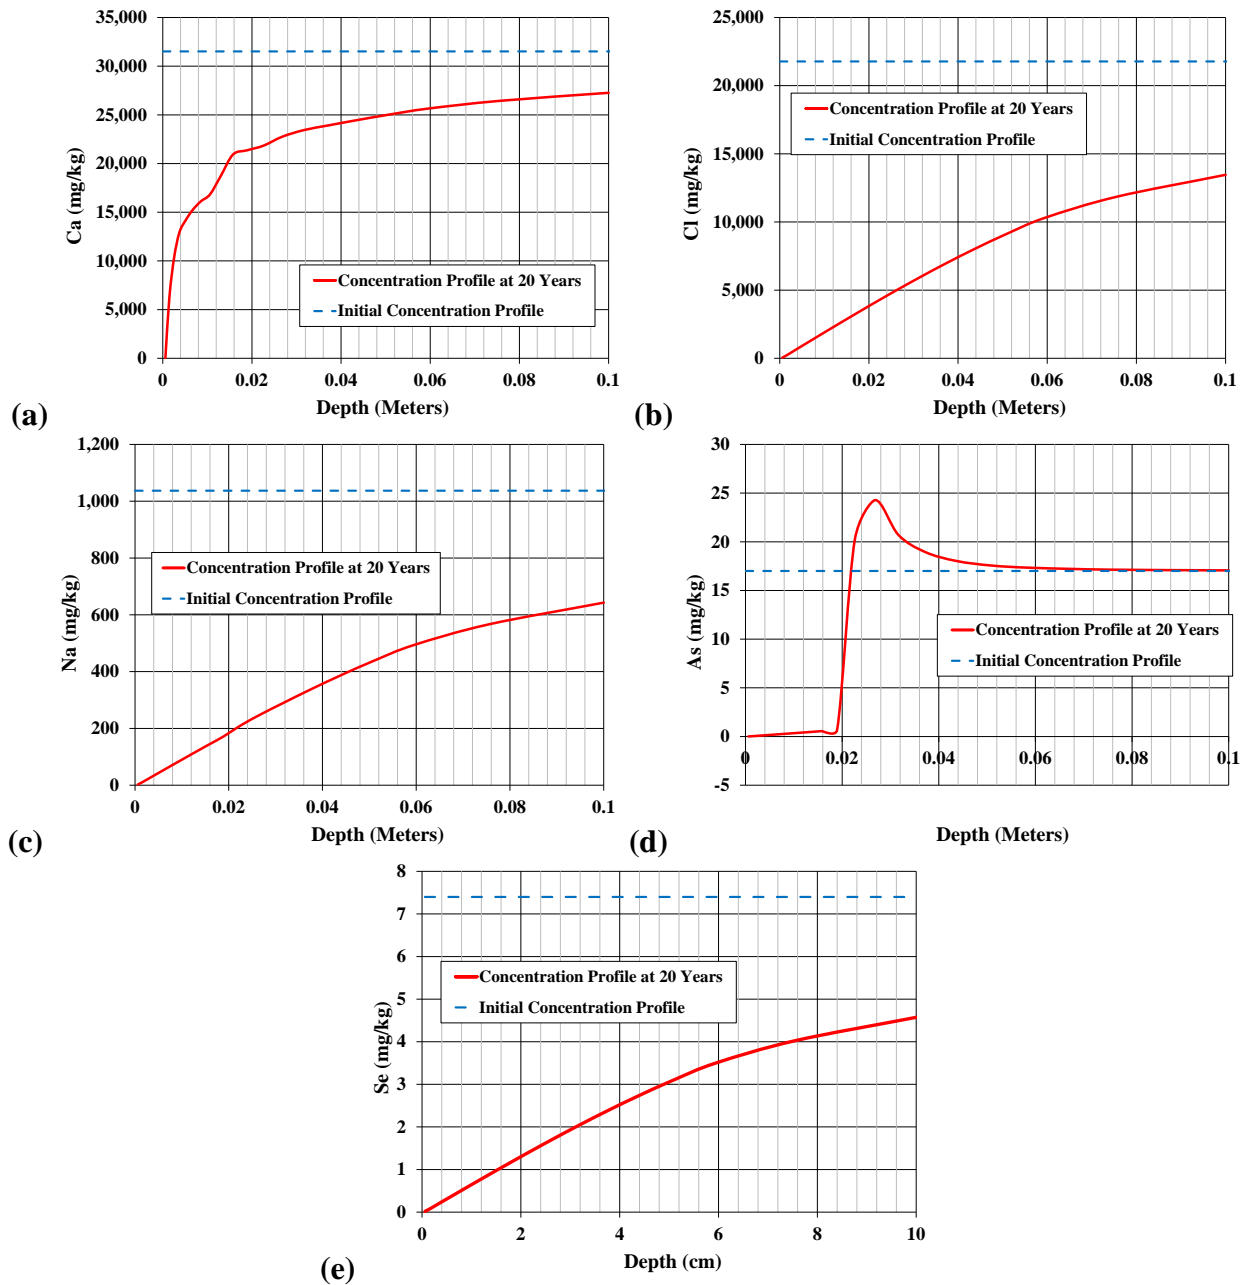 35,000
30,000
25,000
20,000
15,000
10,000
5,000
0
Ca (mg/kg)
Concentration Profile at 20 Years
Initial Concentration Profile
0 0.02 0.04 0.06 0.08 0.1
Depth (Meters)
(a)
25,000
20,000
15,000
10,000
5,000
0
Cl (mg/kg)
Concentration Profile at 20 Years
Initial Concentration Profile
0 0.02 0.04 0.06 0.08 0.1
Depth (Meters)
(b)
1,200
1,000
800
600
400
200
0
Na (mg/kg)
Concentration Profile at 20 Years
Initial Concentration Profile
0 0.02 0.04 0.06 0.08 0.1
Depth (Meters)
(c)
30
25
20
15
10
5
0
-5
As (mg/kg)
Concentration Profile at 20 Years
Initial Concentration Profile
0 0.02 0.04 0.06 0.08 0.1
Depth (Meters)
(d)
8
7
6
5
4
3
2
1
0
Se (mg/kg)
Concentration Profile at 20 Years
Initial Concentration Profile
0 2 4 6 8 10
Depth (cm)
(e)